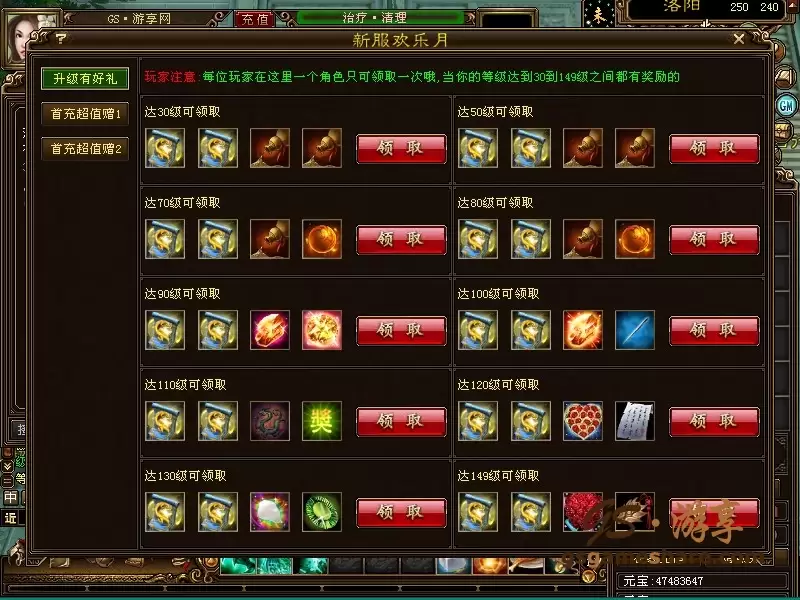 GS·游享网
充值
治疗·清理
未
洛阳
250 240
?
新服欢乐月
×
升级有好礼
首充超值赠1
首充超值赠2
玩家注意:每位玩家在这里一个角色只可领取一次哦,当你的等级达到30到149级之间都有奖励的
达30级可领取
领取
达50级可领取
领取
达70级可领取
领取
达80级可领取
领取
达90级可领取
领取
达100级可领取
领取
达110级可领取
奖
领取
达120级可领取
领取
达130级可领取
领取
达149级可领取
GM
甲
近
GS·游享
元宝:47483647